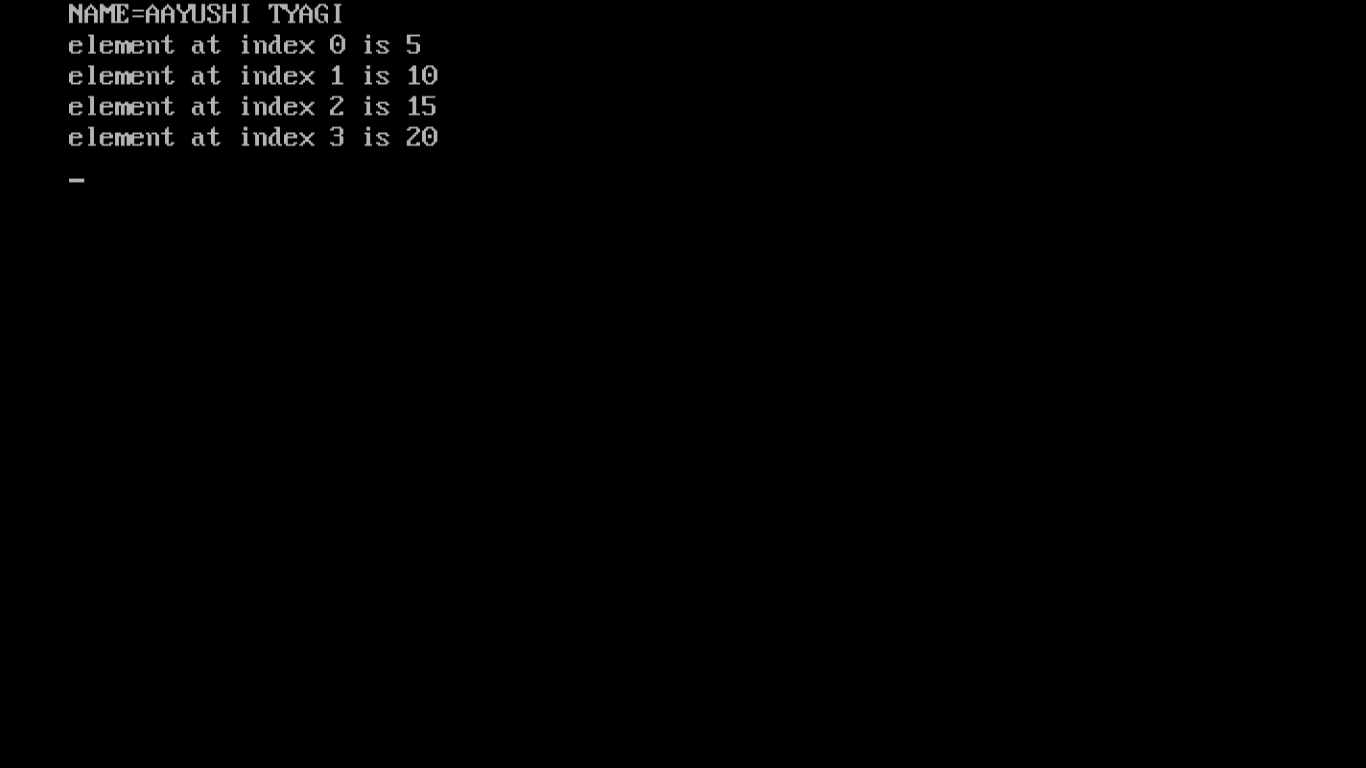 NAME=AAYUSHI TYAGI
element at index 0 is 5
element at index 1 is 10
element at index 2 is 15
element at index 3 is 20
_